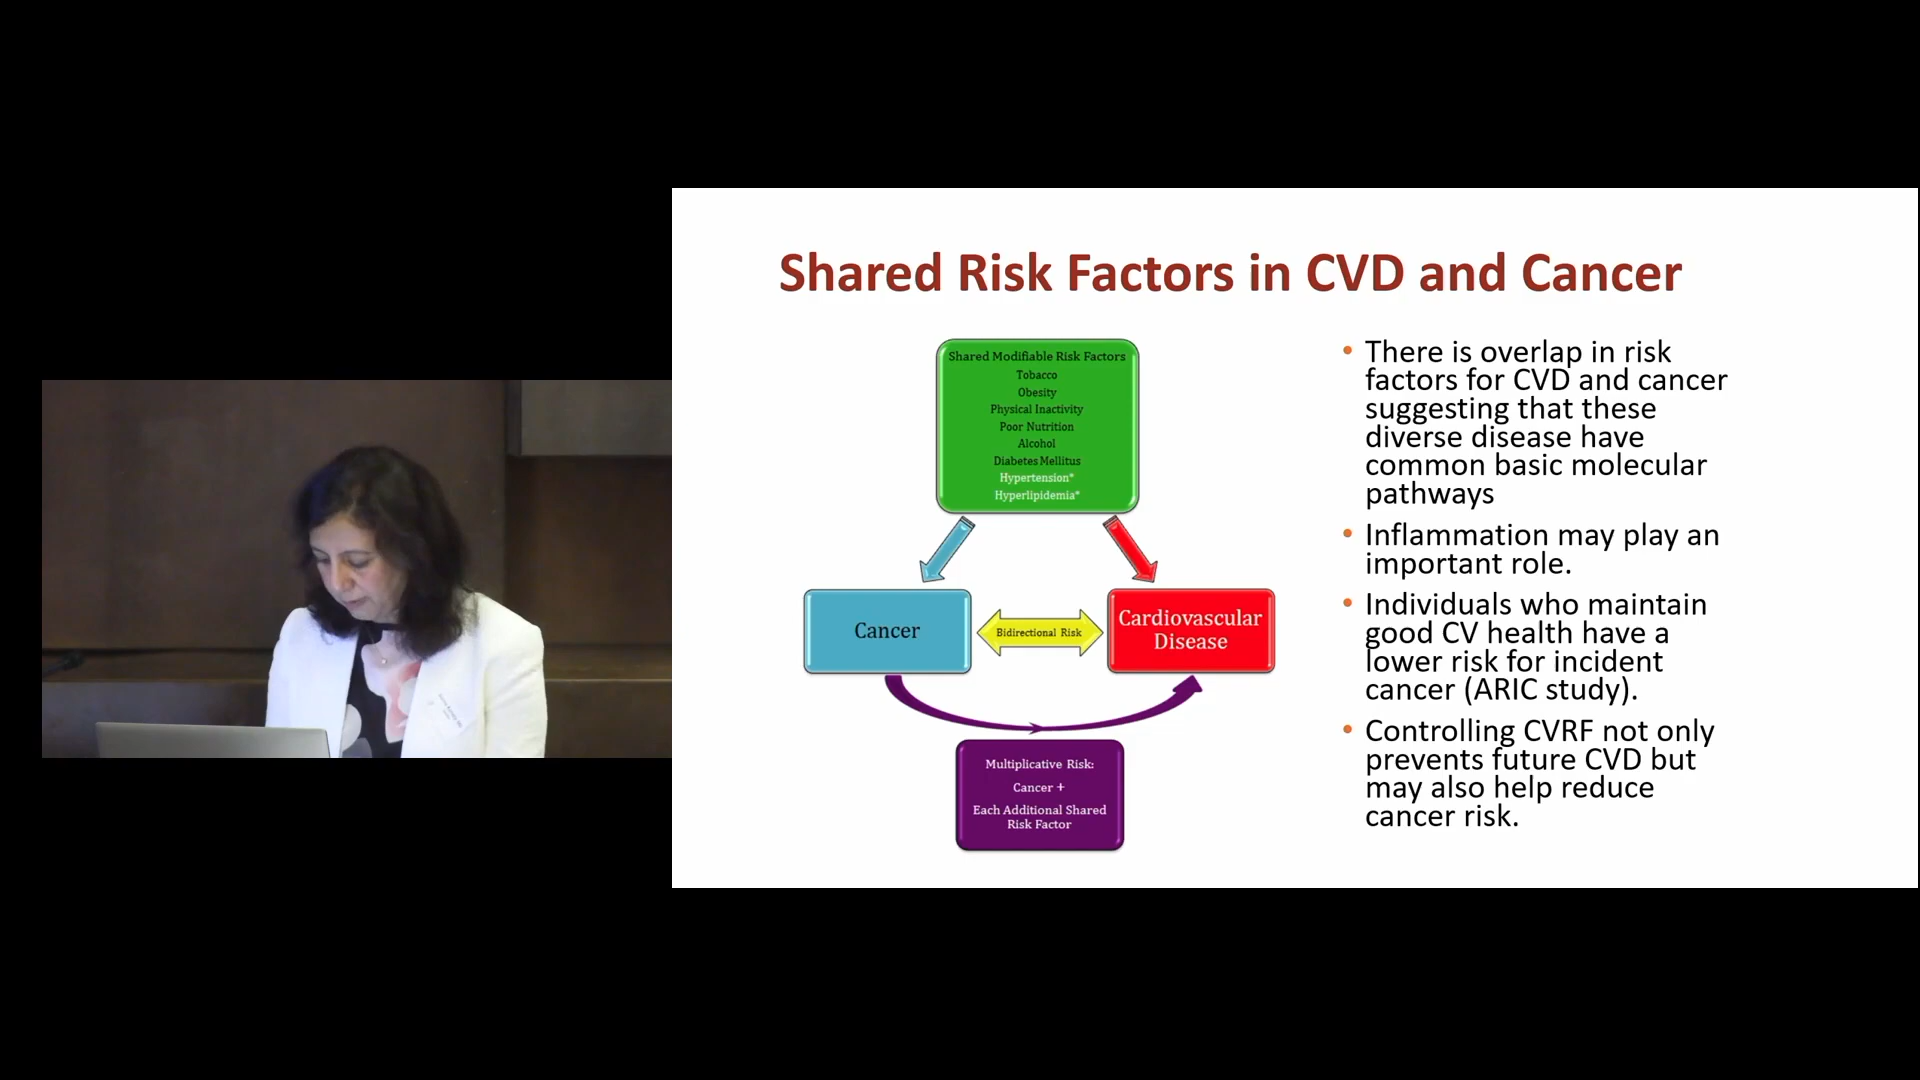 Shared Risk Factors in CVD and Cancer
Shared Modifiable Risk Factors
Tobacco
Obesity
Physical Inactivity
Poor Nutrition
Alcohol
Diabetes Mellitus
Hypertension*
Hyperlipidemia*
Cancer
Bidirectional Risk
Cardiovascular
Disease
Multiplicative Risk:
Cancer +
Each Additional Shared
Risk Factor
• There is overlap in risk
factors for CVD and cancer
suggesting that these
diverse disease have
common basic molecular
pathways
• Inflammation may play an
important role.
• Individuals who maintain
good CV health have a
lower risk for incident
cancer (ARIC study).
• Controlling CVRF not only
prevents future CVD but
may also help reduce
cancer risk.